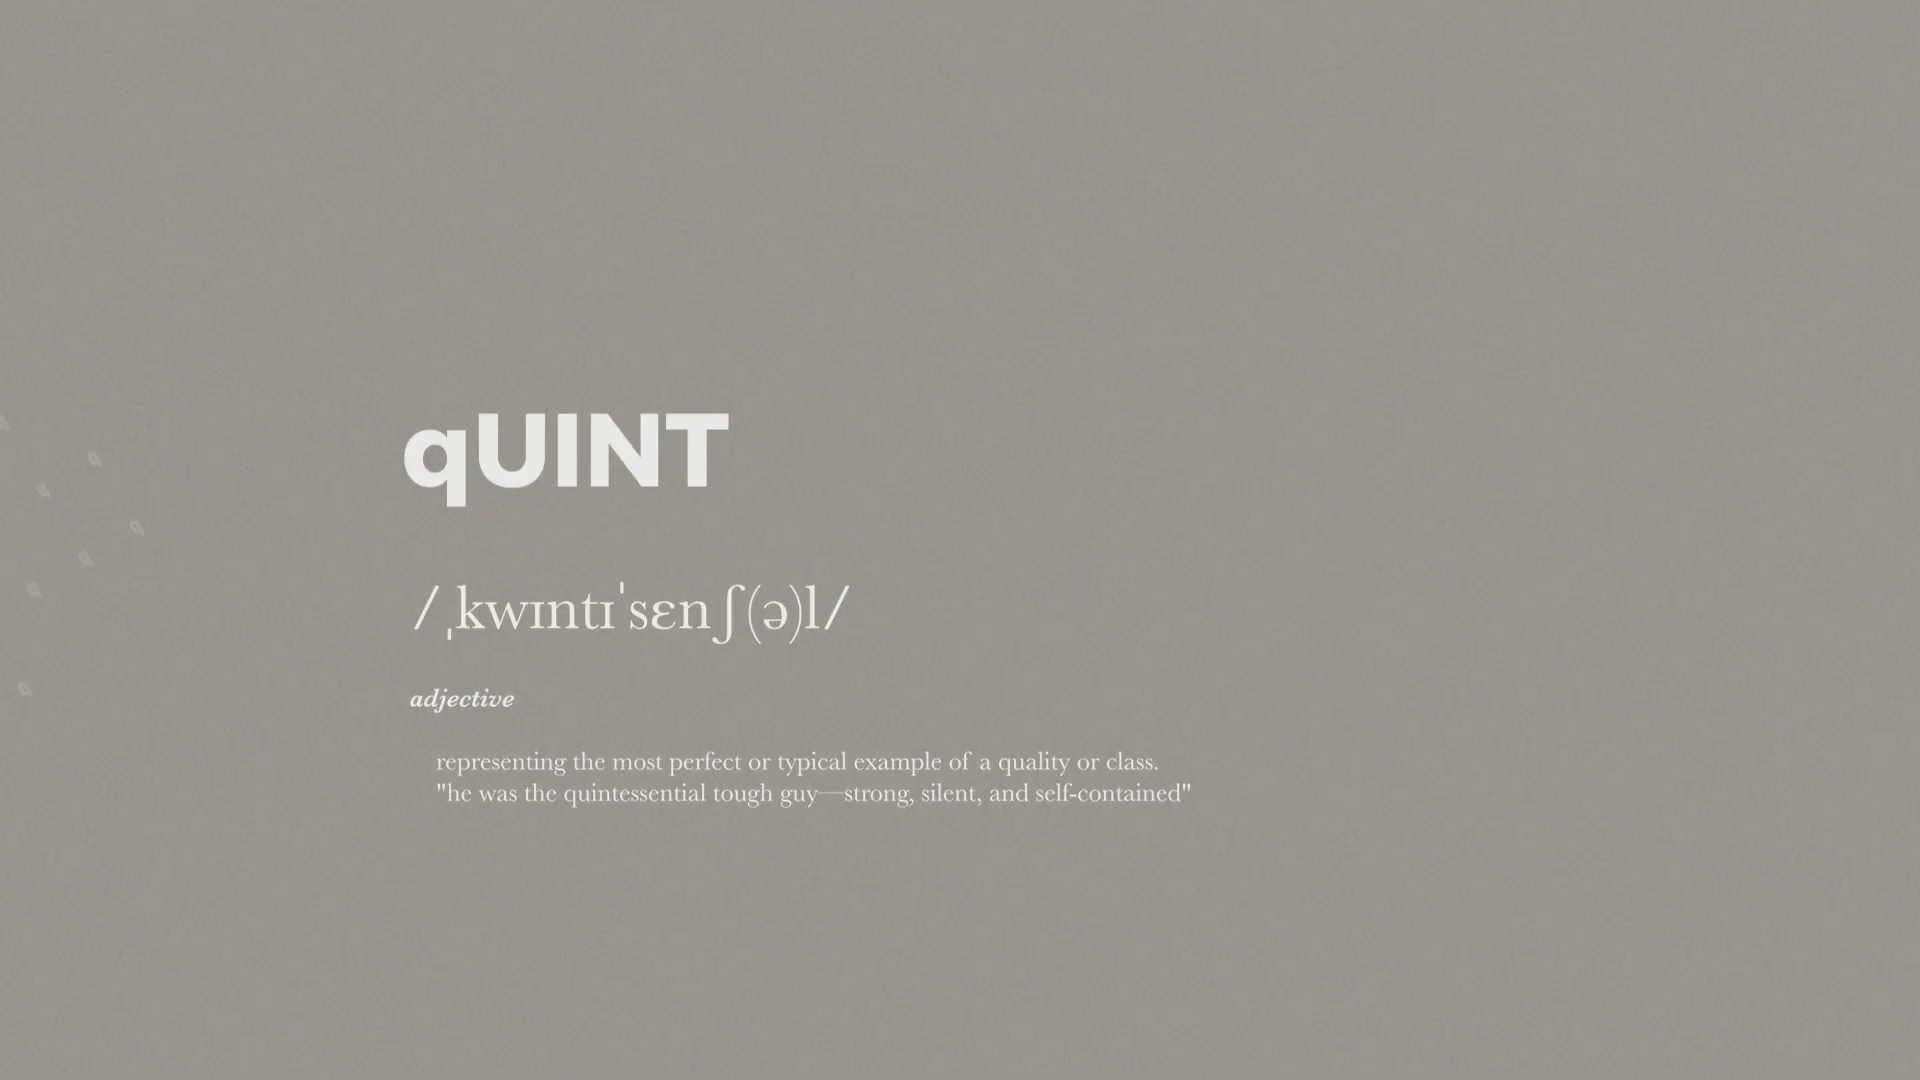 qUINT
/ˌkwɪntɪˈsɛnʃ(ə)l/
adjective
representing the most perfect or typical example of a quality or class.
"he was the quintessential tough guy—strong, silent, and self-contained"